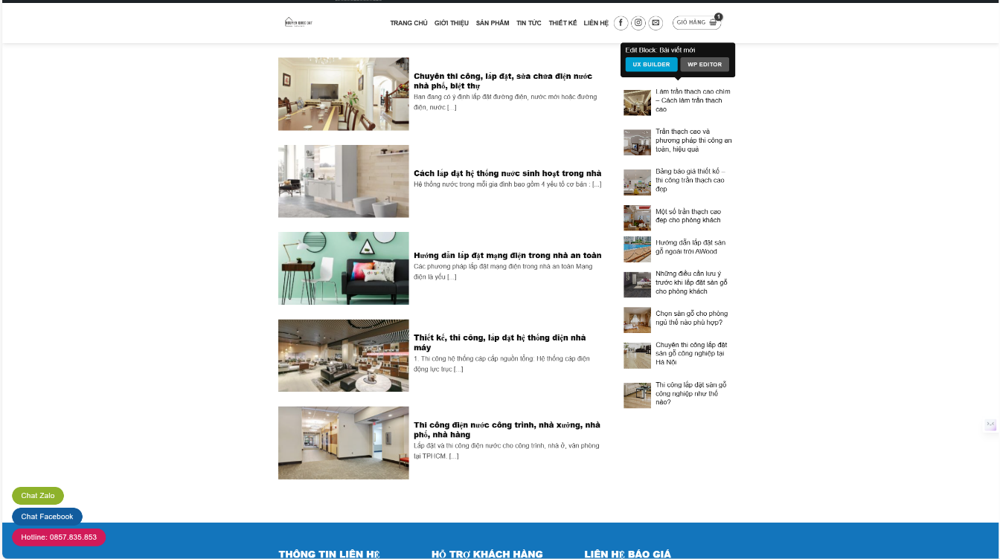 NGUYEN QUOC DAT
TRANG CHỦ GIỚI THIỆU SẢN PHẨM TIN TỨC THIẾT KẾ LIÊN HỆ GIỎ HÀNG 1
Edit Block: Bài viết mới
UX BUILDER WP EDITOR
Chuyên thi công, lắp đặt, sửa chữa điện nước
nhà phố, biệt thự
Bạn đang có ý định lắp đặt đường điện, nước mới hoặc đường
điện, nước [...]
Cách lắp đặt hệ thống nước sinh hoạt trong nhà
Hệ thống nước trong mỗi gia đình bao gồm 4 yếu tố cơ bản : [...]
Hướng dẫn lắp đặt mạng điện trong nhà an toàn
Các phương pháp lắp đặt mạng điện trong nhà an toàn Mạng
điện là yếu [...]
Thiết kế, thi công, lắp đặt hệ thống điện nhà
máy
1. Thi công hệ thống cáp cấp nguồn tổng: Hệ thống cáp điện
động lực trục [...]
Thi công điện nước công trình, nhà xưởng, nhà
phố, nhà hàng
Lắp đặt và thi công điện nước cho công trình, nhà ở, văn phòng
tại TPHCM. [...]
Làm trần thạch cao chìm
– Cách làm trần thạch
cao
Trần thạch cao và
phương pháp thi công an
toàn, hiệu quả
Bảng báo giá thiết kế –
thi công trần thạch cao
đẹp
Một số trần thạch cao
đẹp cho phòng khách
Hướng dẫn lắp đặt sàn
gỗ ngoài trời AWood
Những điều cần lưu ý
trước khi lắp đặt sàn gỗ
cho phòng khách
Chọn sàn gỗ cho phòng
ngủ thế nào phù hợp?
Chuyên thi công lắp đặt
sàn gỗ công nghiệp tại
Hà Nội
Thi công lắp đặt sàn gỗ
công nghiệp như thế
nào?
Chat Zalo
Chat Facebook
Hotline: 0857.835.853
THÔNG TIN LIÊN HỆ HỖ TRỢ KHÁCH HÀNG LIÊN HỆ BÁO GIÁ